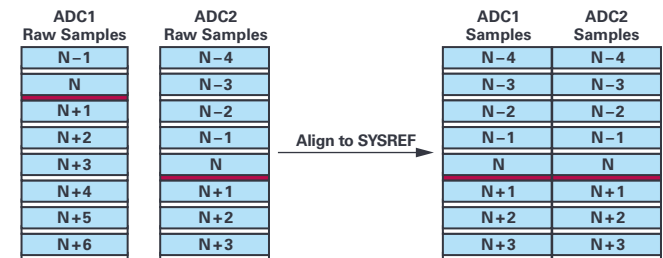 ADC1 ADC2 ADC1 ADC2
Raw Samples Raw Samples Samples Samples
N–1 N–4 N–4 N–4
N N–3 N–3 N–3
N+1 N–2 N–2 N–2
N+2 N–1 Align to SYSREF N–1 N–1
N+3 N N N
N+4 N+1 N+1 N+1
N+5 N+2 N+2 N+2
N+6 N+3 N+3 N+3